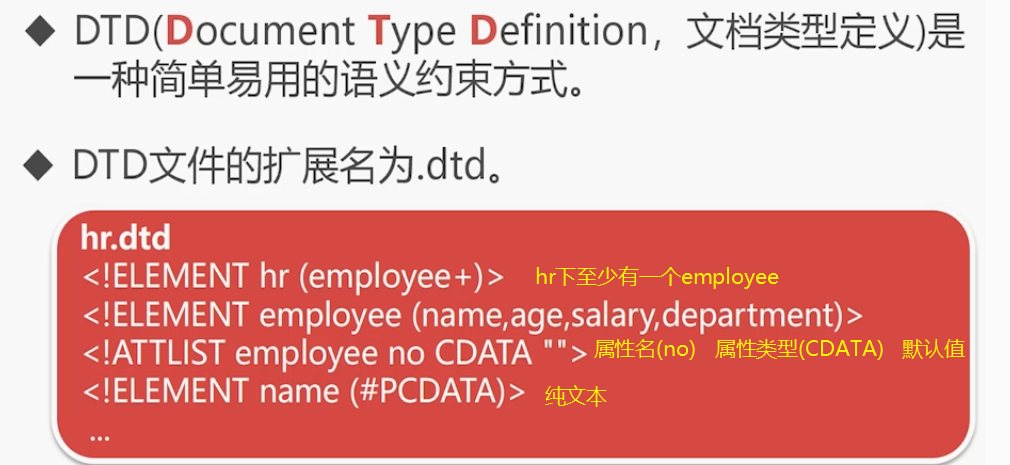 ◆ DTD(Document Type Definition，文档类型定义)是
一种简单易用的语义约束方式。
◆ DTD文件的扩展名为.dtd。
hr.dtd
<!ELEMENT hr (employee+)> hr下至少有一个employee
<!ELEMENT employee (name,age,salary,department)>
<!ATTLIST employee no CDATA ""> 属性名(no) 属性类型(CDATA) 默认值
<!ELEMENT name (#PCDATA)> 纯文本
...